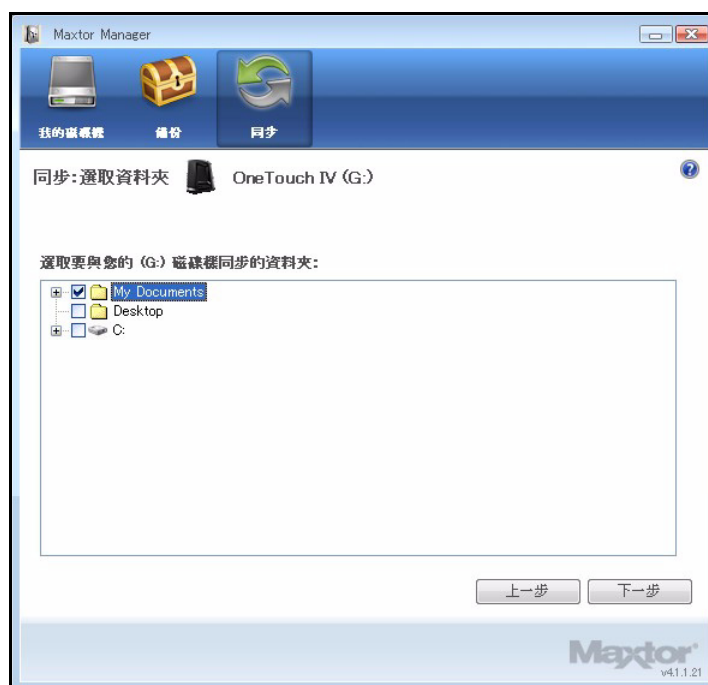 Maxtor Manager
我的磁碟機 備份 同步
同步:選取資料夾 OneTouch IV (G:)
選取要與您的 (G:) 磁碟機同步的資料夾:
My Documents
Desktop
C:
上一步 下一步
Maxtor
v4.1.1.21